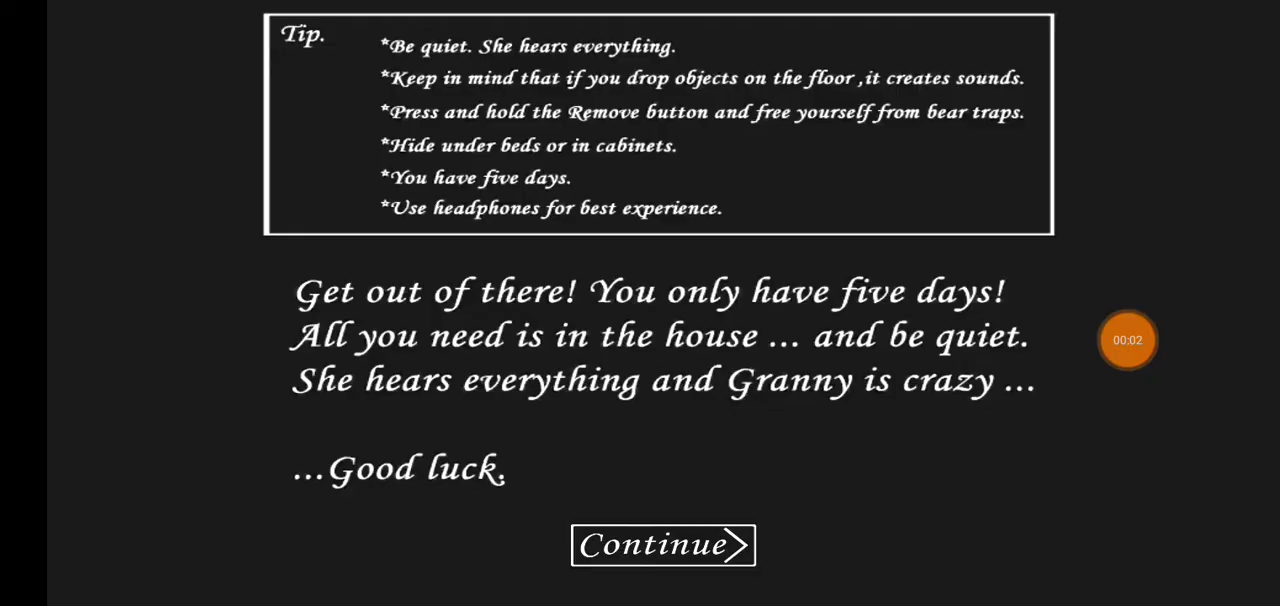 Tip.
*Be quiet. She hears everything.
*Keep in mind that if you drop objects on the floor ,it creates sounds.
*Press and hold the Remove button and free yourself from bear traps.
*Hide under beds or in cabinets.
*You have five days.
*Use headphones for best experience.
Get out of there! You only have five days!
All you need is in the house ... and be quiet.
She hears everything and Granny is crazy ...
00:02
...Good luck.
Continue>